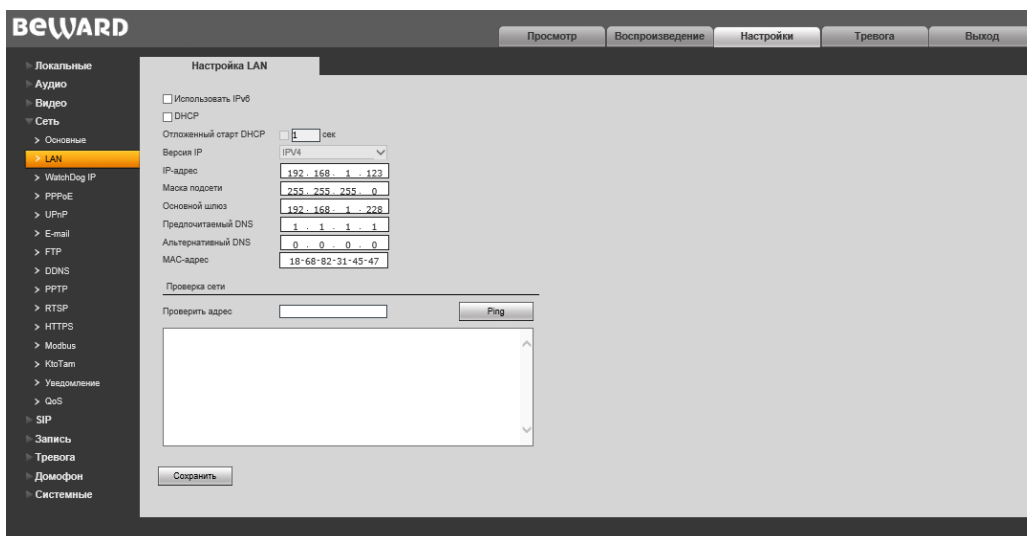 BEWARD
Просмотр Воспроизведение Настройки Тревога Выход
Локальные
Аудио
Видео
Сеть
Основные
LAN
WatchDog IP
PPPoE
UPnP
E-mail
FTP
DDNS
PPTP
RTSP
HTTPS
Modbus
KtoTam
Уведомление
QoS
SIP
Запись
Тревога
Домофон
Системные
Настройка LAN
Использовать IPv6
DHCP
Отложенный старт DHCP 1 сек
Версия IP IPV4
IP-адрес 192. 168. 1 . 123
Маска подсети 255. 255. 255. 0
Основной шлюз 192. 168. 1 . 228
Предпочитаемый DNS 1 . 1 . 1 . 1
Альтернативный DNS 0 . 0 . 0 . 0
MAC-адрес 18-68-82-31-45-47
Проверка сети
Проверить адрес Ping
Сохранить